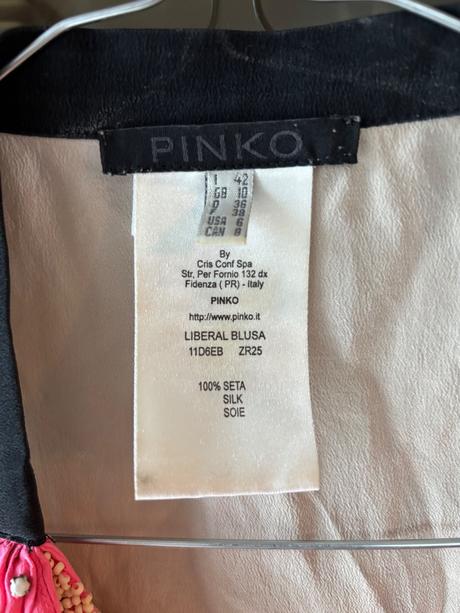 PINKO
I 42
GB 10
D 36
F 38
USA 6
CAN 8
By
Cris Conf Spa
Str, Per Fornio 132 dx
Fidenza ( PR) - Italy
PINKO
http://www.pinko.it
LIBERAL BLUSA
11D6EB ZR25
100% SETA
SILK
SOIE